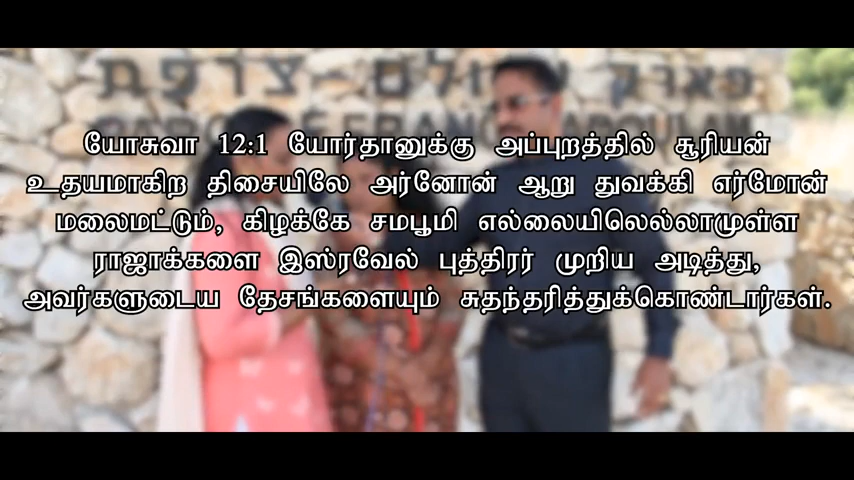 யோசுவா 12:1 யோர்தானுக்கு அப்புறத்தில் சூரியன்
உதயமாகிற திசையிலே அர்னோன் ஆறு துவக்கி எர்மோன்
மலைமட்டும், கிழக்கே சமபூமி எல்லையிலெல்லாமுள்ள
ராஜாக்களை இஸ்ரவேல் புத்திரர் முறிய அடித்து,
அவர்களுடைய தேசங்களையும் சுதந்தரித்துக்கொண்டார்கள்.